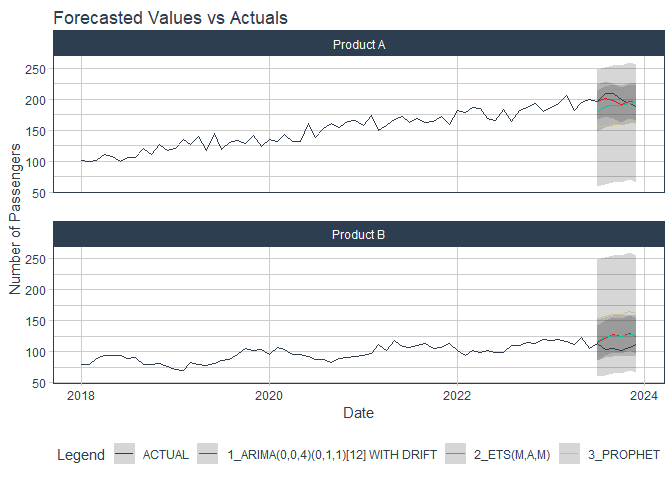 Forecasted Values vs Actuals
Product A
250
200
150
100
50
Product B
250
200
150
100
50
Number of Passengers
2018 2020 2022 2024
Date
Legend ACTUAL 1_ARIMA(0,0,4)(0,1,1)[12] WITH DRIFT 2_ETS(M,A,M) 3_PROPHET